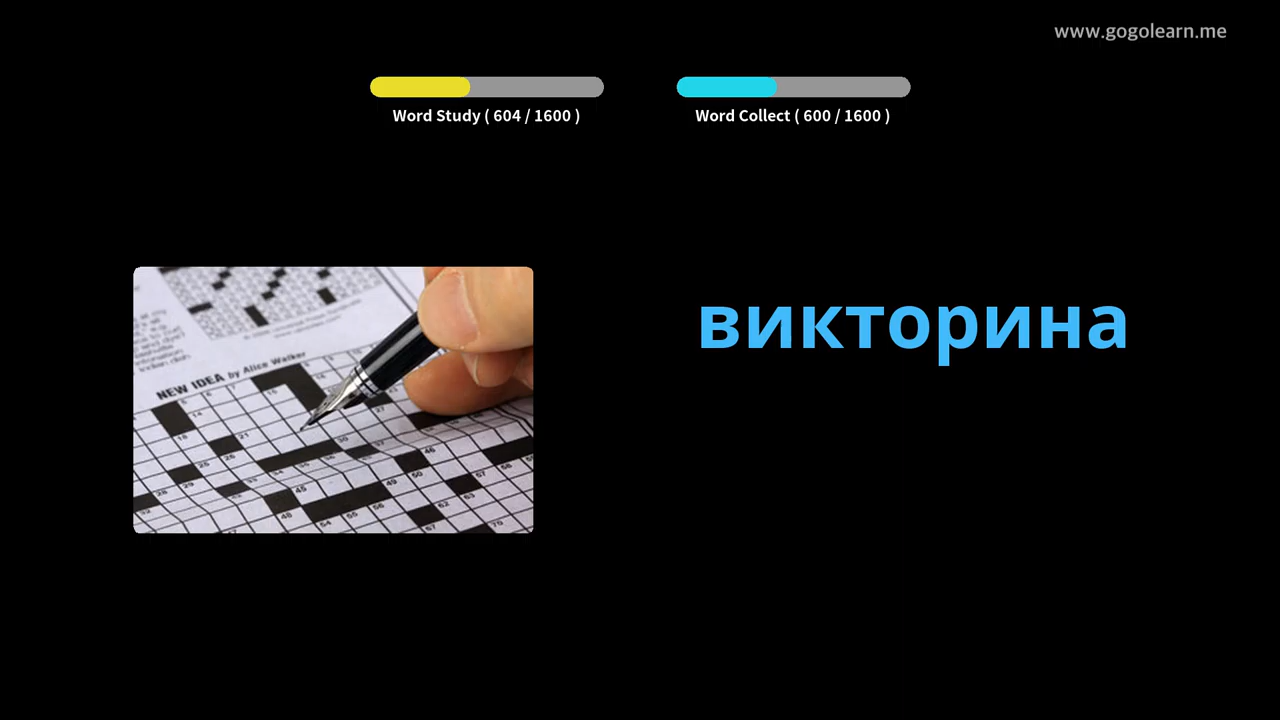 www.gogolearn.me
Word Study ( 604 / 1600 )
Word Collect ( 600 / 1600 )
викторина
NEW IDEA by Alice Walker